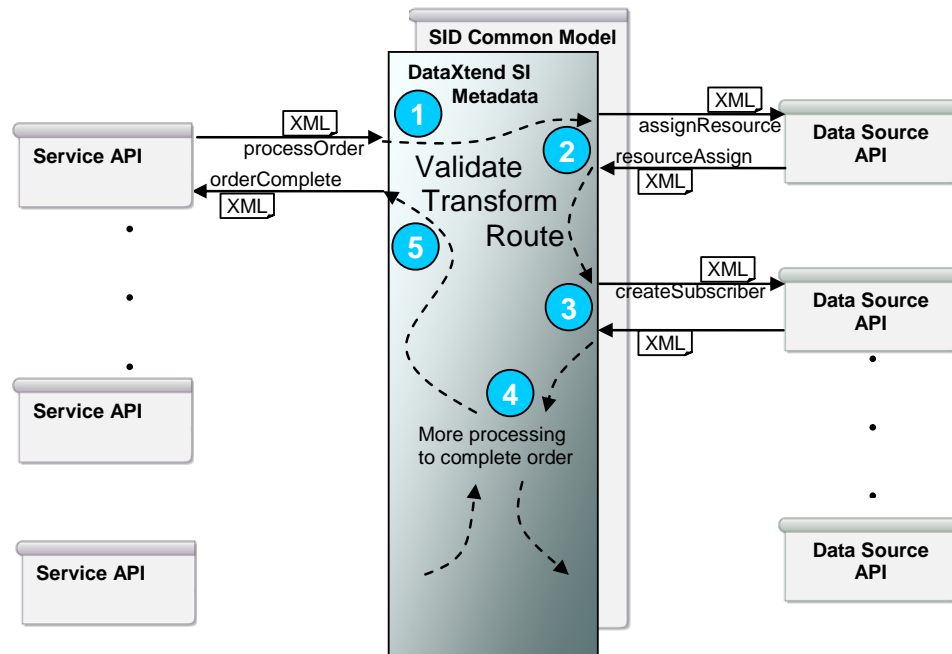 SID Common Model
DataXtend SI
Metadata
1
XML
processOrder
Service API
orderComplete
XML
XML
assignResource
2
resourceAssign
XML
Data Source
API
Validate
Transform
Route
5
XML
createSubscriber
3
XML
Data Source
API
4
More processing
to complete order
Service API
Service API
Data Source
API